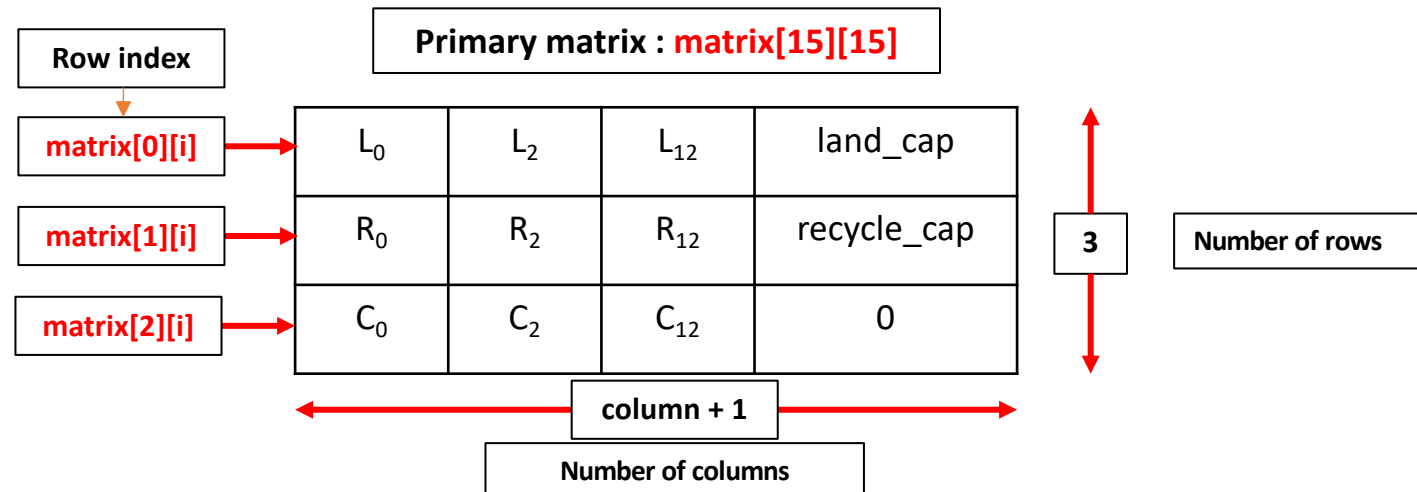 Primary matrix : matrix[15][15]
Row index
matrix[0][i]
L₀ L₂ L₁₂ land_cap
matrix[1][i]
R₀ R₂ R₁₂ recycle_cap
3
Number of rows
matrix[2][i]
C₀ C₂ C₁₂ 0
column + 1
Number of columns